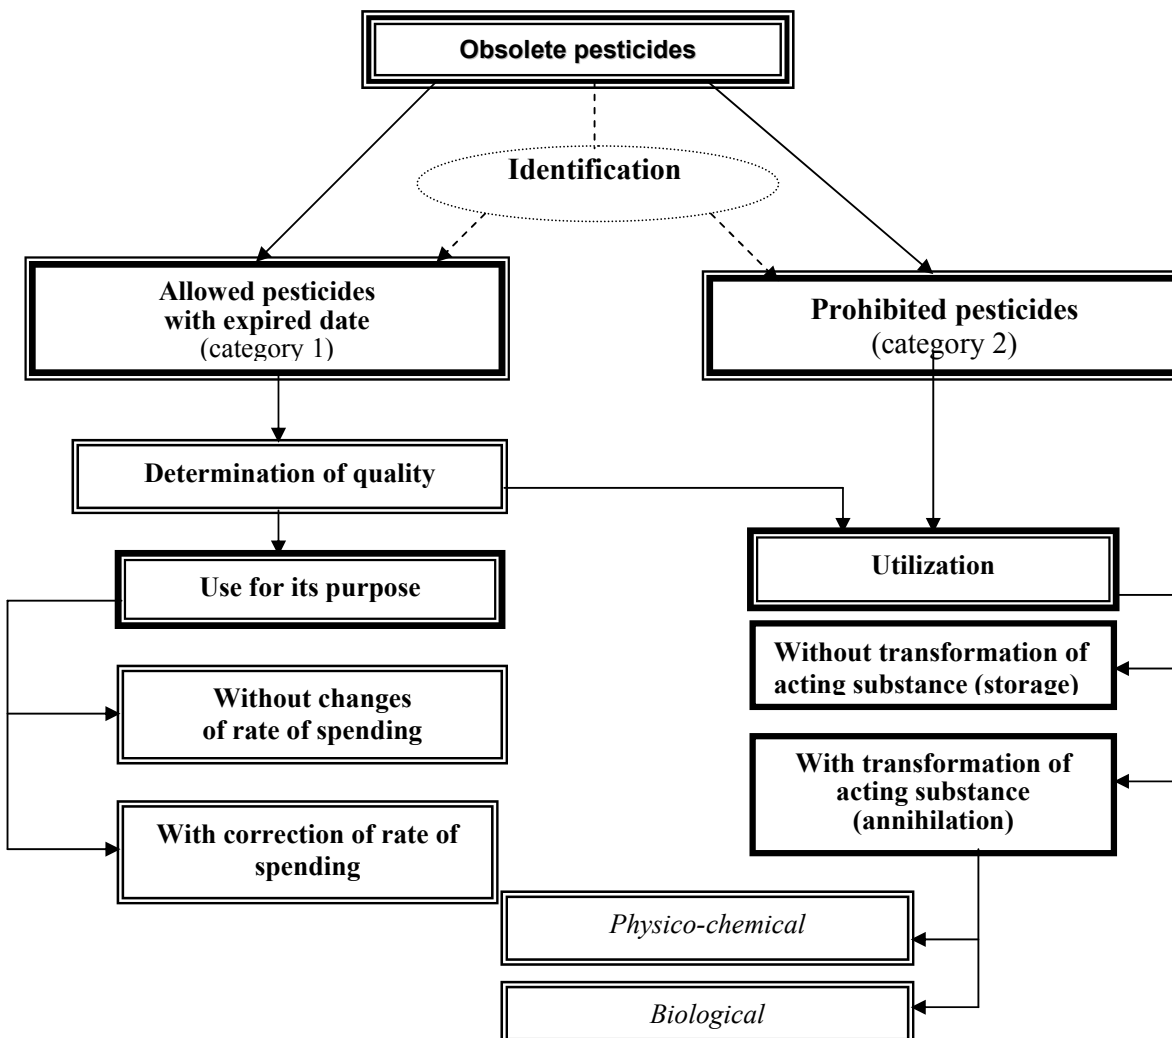 Obsolete pesticides
Identification
Allowed pesticides
with expired date
(category 1)
Prohibited pesticides
(category 2)
Determination of quality
Use for its purpose
Utilization
Without changes
of rate of spending
Without transformation of
acting substance (storage)
With correction of rate of
spending
With transformation of
acting substance
(annihilation)
Physico-chemical
Biological